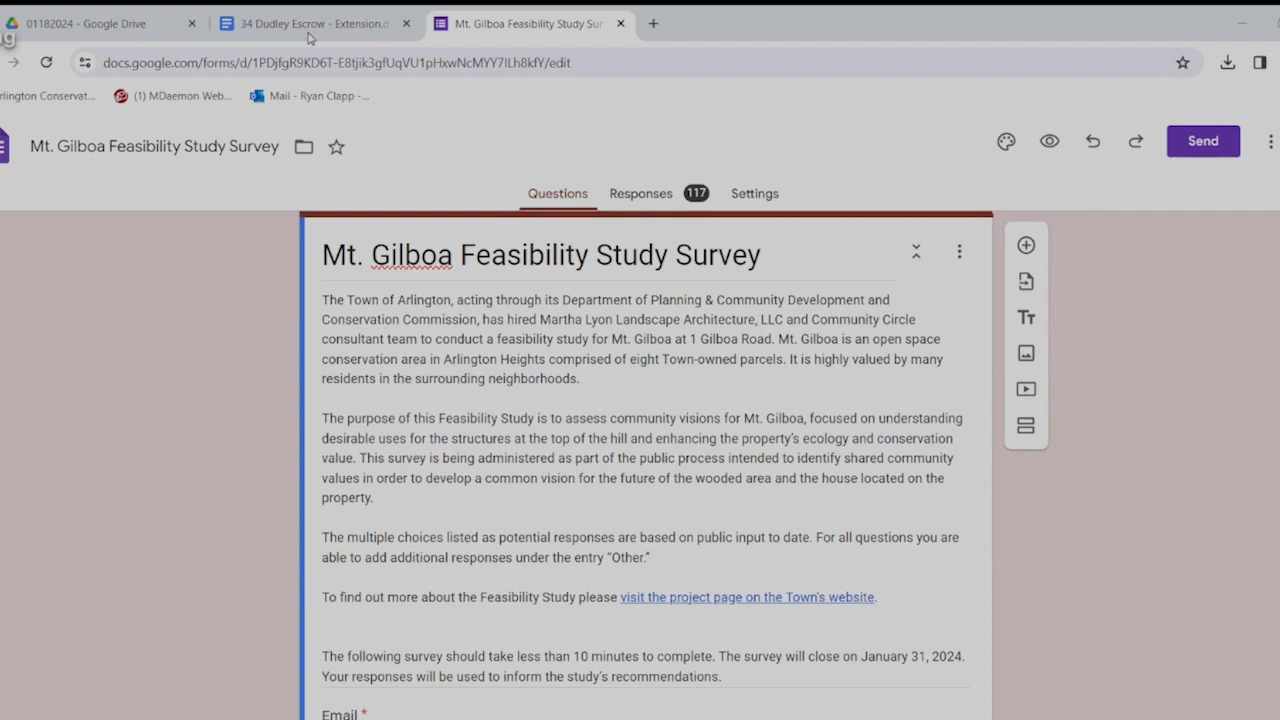 01182024 - Google Drive
34 Dudley Escrow - Extension.d
Mt. Gilboa Feasibility Study Sur
docs.google.com/forms/d/1PDjfgR9KD6T-E8tjik3gfUqVU1pHxwNcMYY7ILh8kfY/edit
rlington Conservat...
(1) MDaemon Web...
Mail - Ryan Clapp -...
Mt. Gilboa Feasibility Study Survey
Send
Questions
Responses 117
Settings
Mt. Gilboa Feasibility Study Survey
The Town of Arlington, acting through its Department of Planning & Community Development and
Conservation Commission, has hired Martha Lyon Landscape Architecture, LLC and Community Circle
consultant team to conduct a feasibility study for Mt. Gilboa at 1 Gilboa Road. Mt. Gilboa is an open space
conservation area in Arlington Heights comprised of eight Town-owned parcels. It is highly valued by many
residents in the surrounding neighborhoods.
The purpose of this Feasibility Study is to assess community visions for Mt. Gilboa, focused on understanding
desirable uses for the structures at the top of the hill and enhancing the property's ecology and conservation
value. This survey is being administered as part of the public process intended to identify shared community
values in order to develop a common vision for the future of the wooded area and the house located on the
property.
The multiple choices listed as potential responses are based on public input to date. For all questions you are
able to add additional responses under the entry “Other.”
To find out more about the Feasibility Study please visit the project page on the Town's website.
The following survey should take less than 10 minutes to complete. The survey will close on January 31, 2024.
Your responses will be used to inform the study's recommendations.
Email *